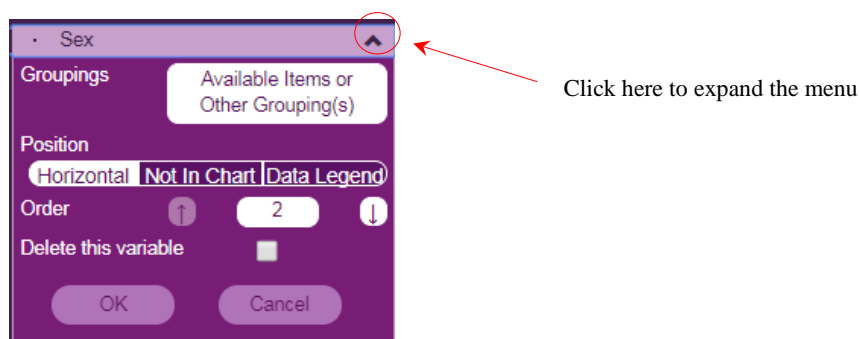 · Sex
Groupings
Available Items or
Other Grouping(s)
Position
Horizontal Not In Chart Data Legend
Order ↑ 2 ↓
Delete this variable
OK Cancel
Click here to expand the menu